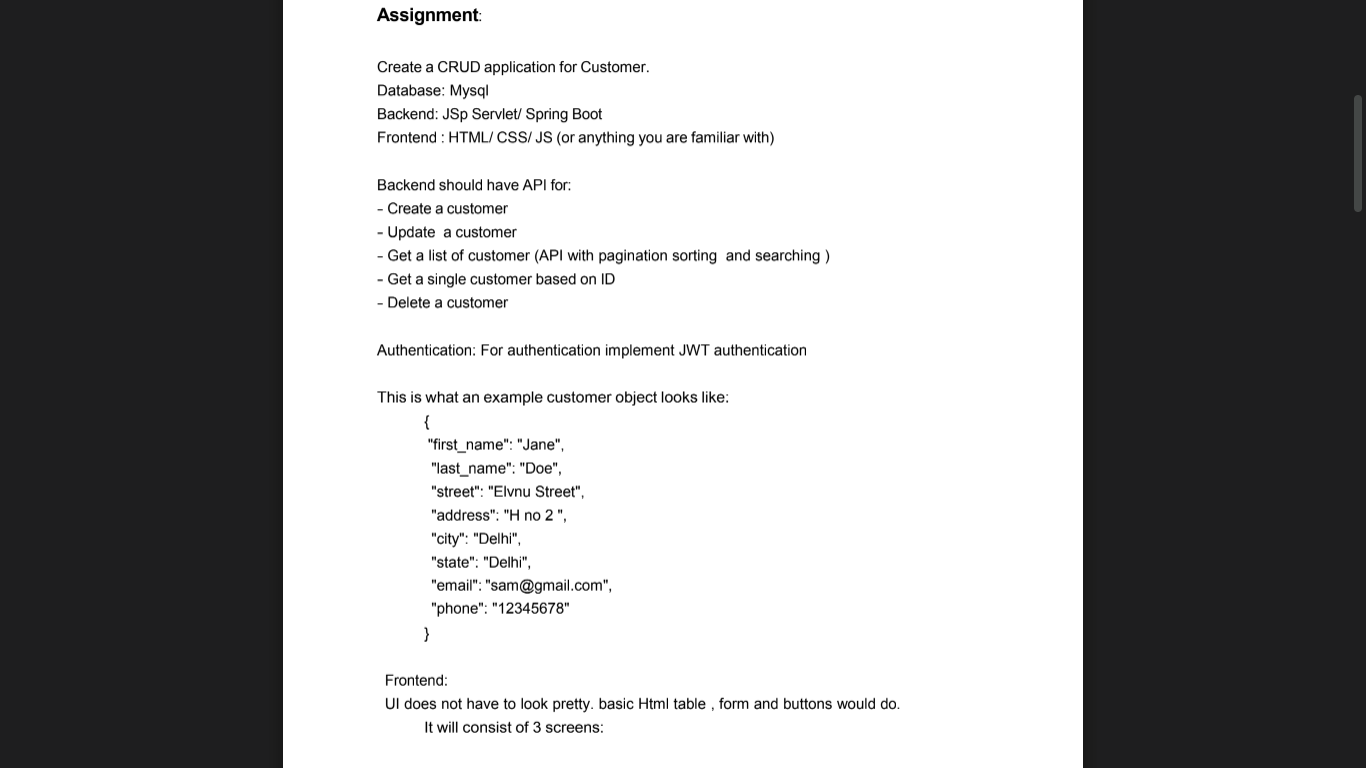 Assignment:
Create a CRUD application for Customer.
Database: Mysql
Backend: JSp Servlet/ Spring Boot
Frontend : HTML/ CSS/ JS (or anything you are familiar with)
Backend should have API for:
- Create a customer
- Update  a customer
- Get a list of customer (API with pagination sorting  and searching )
- Get a single customer based on ID
- Delete a customer
Authentication: For authentication implement JWT authentication
This is what an example customer object looks like:
{
"first_name": "Jane",
"last_name": "Doe",
"street": "Elvnu Street",
"address": "H no 2 ",
"city": "Delhi",
"state": "Delhi",
"email": "sam@gmail.com",
"phone": "12345678"
}
Frontend:
UI does not have to look pretty. basic Html table , form and buttons would do.
It will consist of 3 screens: